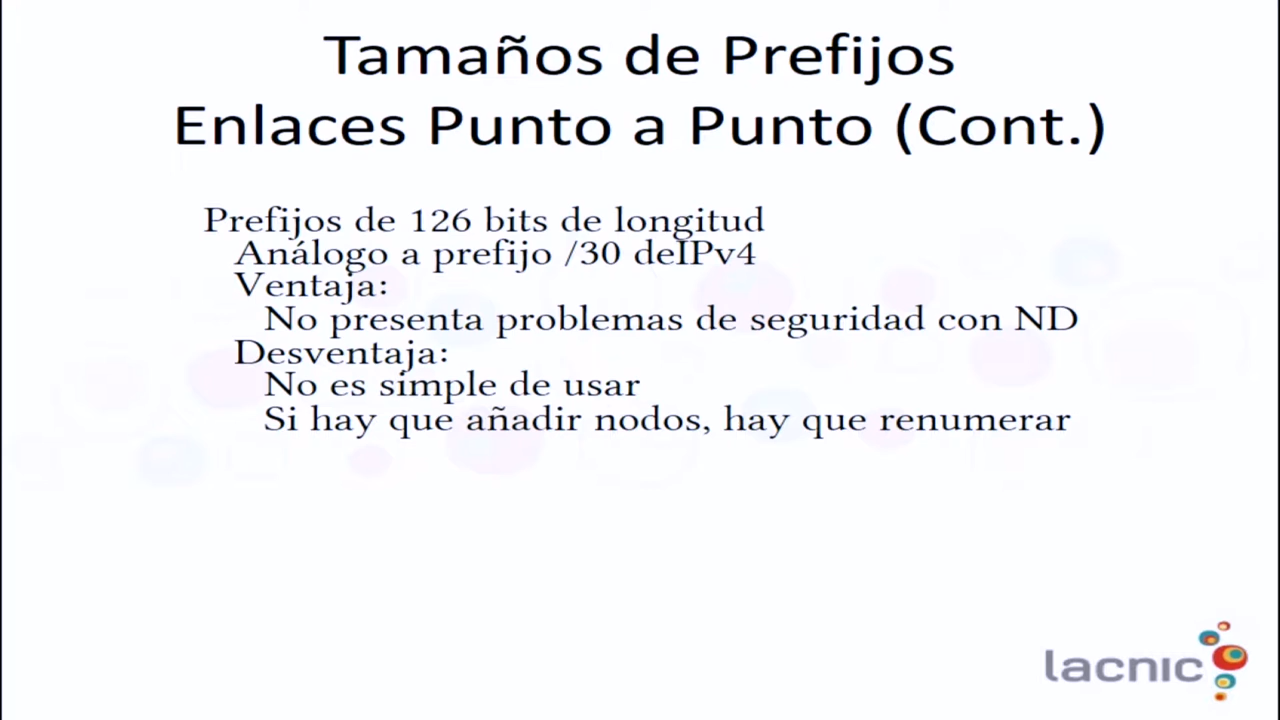 Tamaños de Prefijos
Enlaces Punto a Punto (Cont.)
Prefijos de 126 bits de longitud
Análogo a prefijo /30 deIPv4
Ventaja:
No presenta problemas de seguridad con ND
Desventaja:
No es simple de usar
Si hay que añadir nodos, hay que renumerar
lacnic